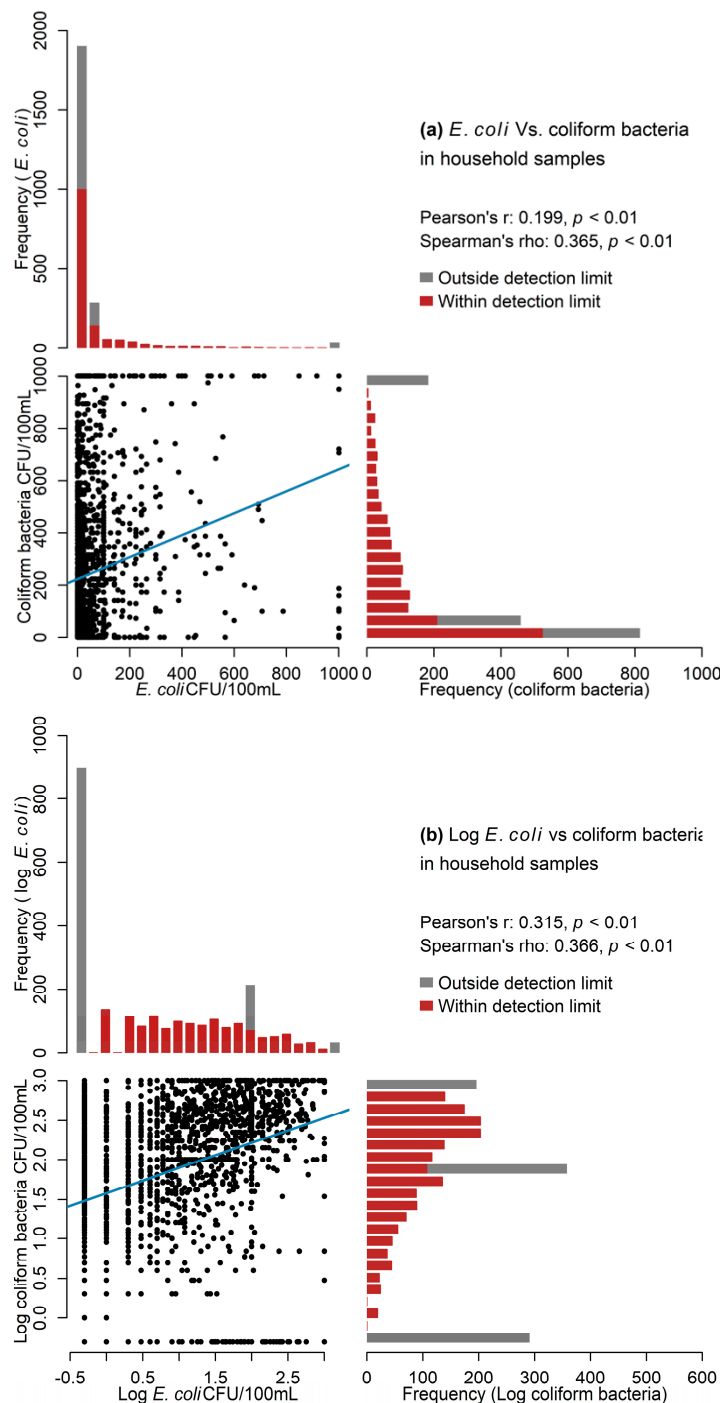 2000
1500
1000
500
0
Frequency ( E. coli)
(a) E. coli Vs. coliform bacteria
in household samples
Pearson's r: 0.199, p < 0.01
Spearman's rho: 0.365, p < 0.01
Outside detection limit
Within detection limit
1000
800
600
400
200
0
Coliform bacteria CFU/100mL
0 200 400 600 800 1000
E. coli CFU/100mL
0 200 400 600 800 1000
Frequency (coliform bacteria)
1000
800
600
400
200
0
Frequency ( log E. coli)
(b) Log E. coli vs coliform bacteria
in household samples
Pearson's r: 0.315, p < 0.01
Spearman's rho: 0.366, p < 0.01
Outside detection limit
Within detection limit
3.0
2.5
2.0
1.5
1.0
0.5
0.0
Log coliform bacteria CFU/100mL
-0.5 0.5 1.5 2.5
Log E. coli CFU/100mL
0 100 200 300 400 500 600
Frequency (Log coliform bacteria)